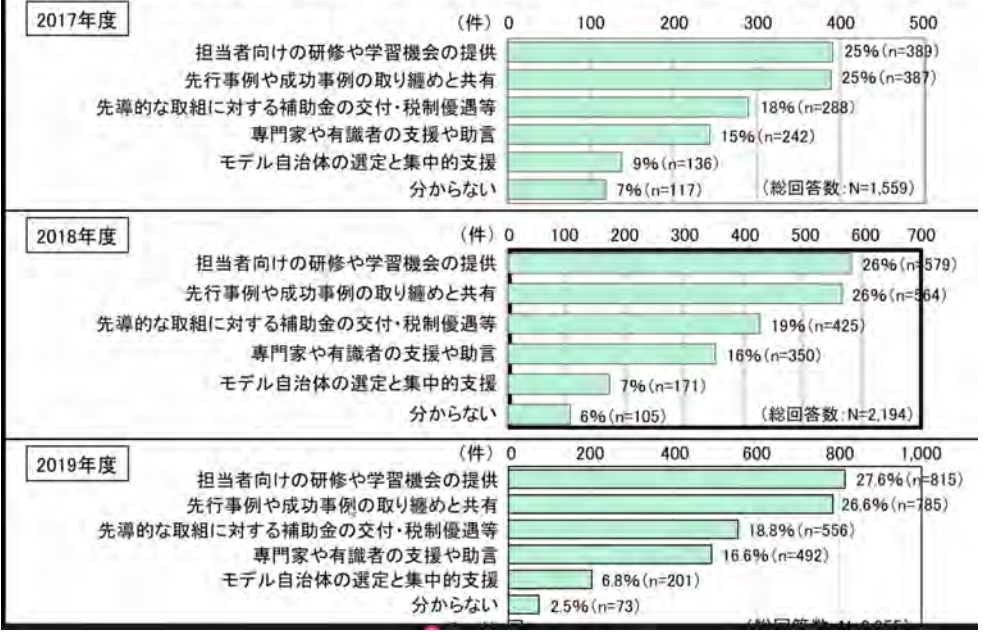 2017年度
(件) 0 100 200 300 400 500
担当者向けの研修や学習機会の提供 25%(n=389)
先行事例や成功事例の取り纏めと共有 25%(n=387)
先導的な取組に対する補助金の交付・税制優遇等 18%(n=288)
専門家や有識者の支援や助言 15%(n=242)
モデル自治体の選定と集中的支援 9%(n=136)
分からない 7%(n=117) (総回答数:N=1,559)
2018年度
(件) 0 100 200 300 400 500 600 700
担当者向けの研修や学習機会の提供 26%(n=579)
先行事例や成功事例の取り纏めと共有 26%(n=564)
先導的な取組に対する補助金の交付・税制優遇等 19%(n=425)
専門家や有識者の支援や助言 16%(n=350)
モデル自治体の選定と集中的支援 7%(n=171)
分からない 6%(n=105) (総回答数:N=2,194)
2019年度
(件) 0 200 400 600 800 1,000
担当者向けの研修や学習機会の提供 27.6%(n=815)
先行事例や成功事例の取り纏めと共有 26.6%(n=785)
先導的な取組に対する補助金の交付・税制優遇等 18.8%(n=556)
専門家や有識者の支援や助言 16.6%(n=492)
モデル自治体の選定と集中的支援 6.8%(n=201)
分からない 2.5%(n=73)